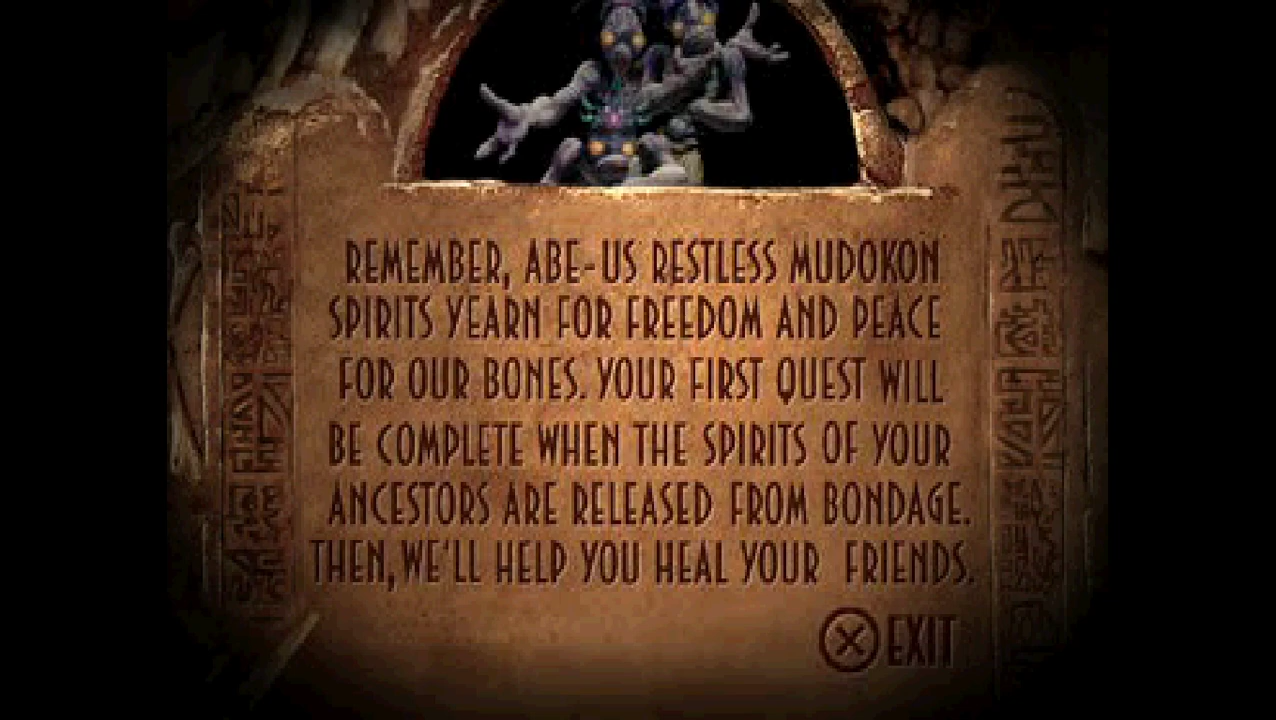 REMEMBER, ABE-US RESTLESS MUDOKON
SPIRITS YEARN FOR FREEDOM AND PEACE
FOR OUR BONES. YOUR FIRST QUEST WILL
BE COMPLETE WHEN THE SPIRITS OF YOUR
ANCESTORS ARE RELEASED FROM BONDAGE.
THEN, WE'LL HELP YOU HEAL YOUR FRIENDS.
EXIT